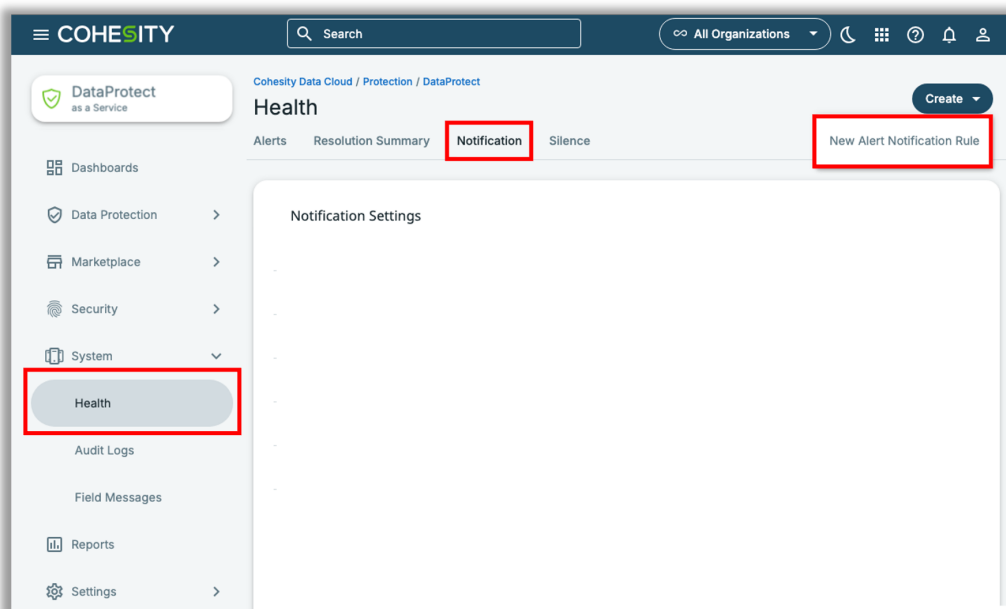 COHESITY
Search
All Organizations
DataProtect
as a Service
Cohesity Data Cloud / Protection / DataProtect
Health
Create
Alerts
Resolution Summary
Notification
Silence
New Alert Notification Rule
Dashboards
Data Protection
Marketplace
Security
System
Health
Audit Logs
Field Messages
Reports
Settings
Notification Settings